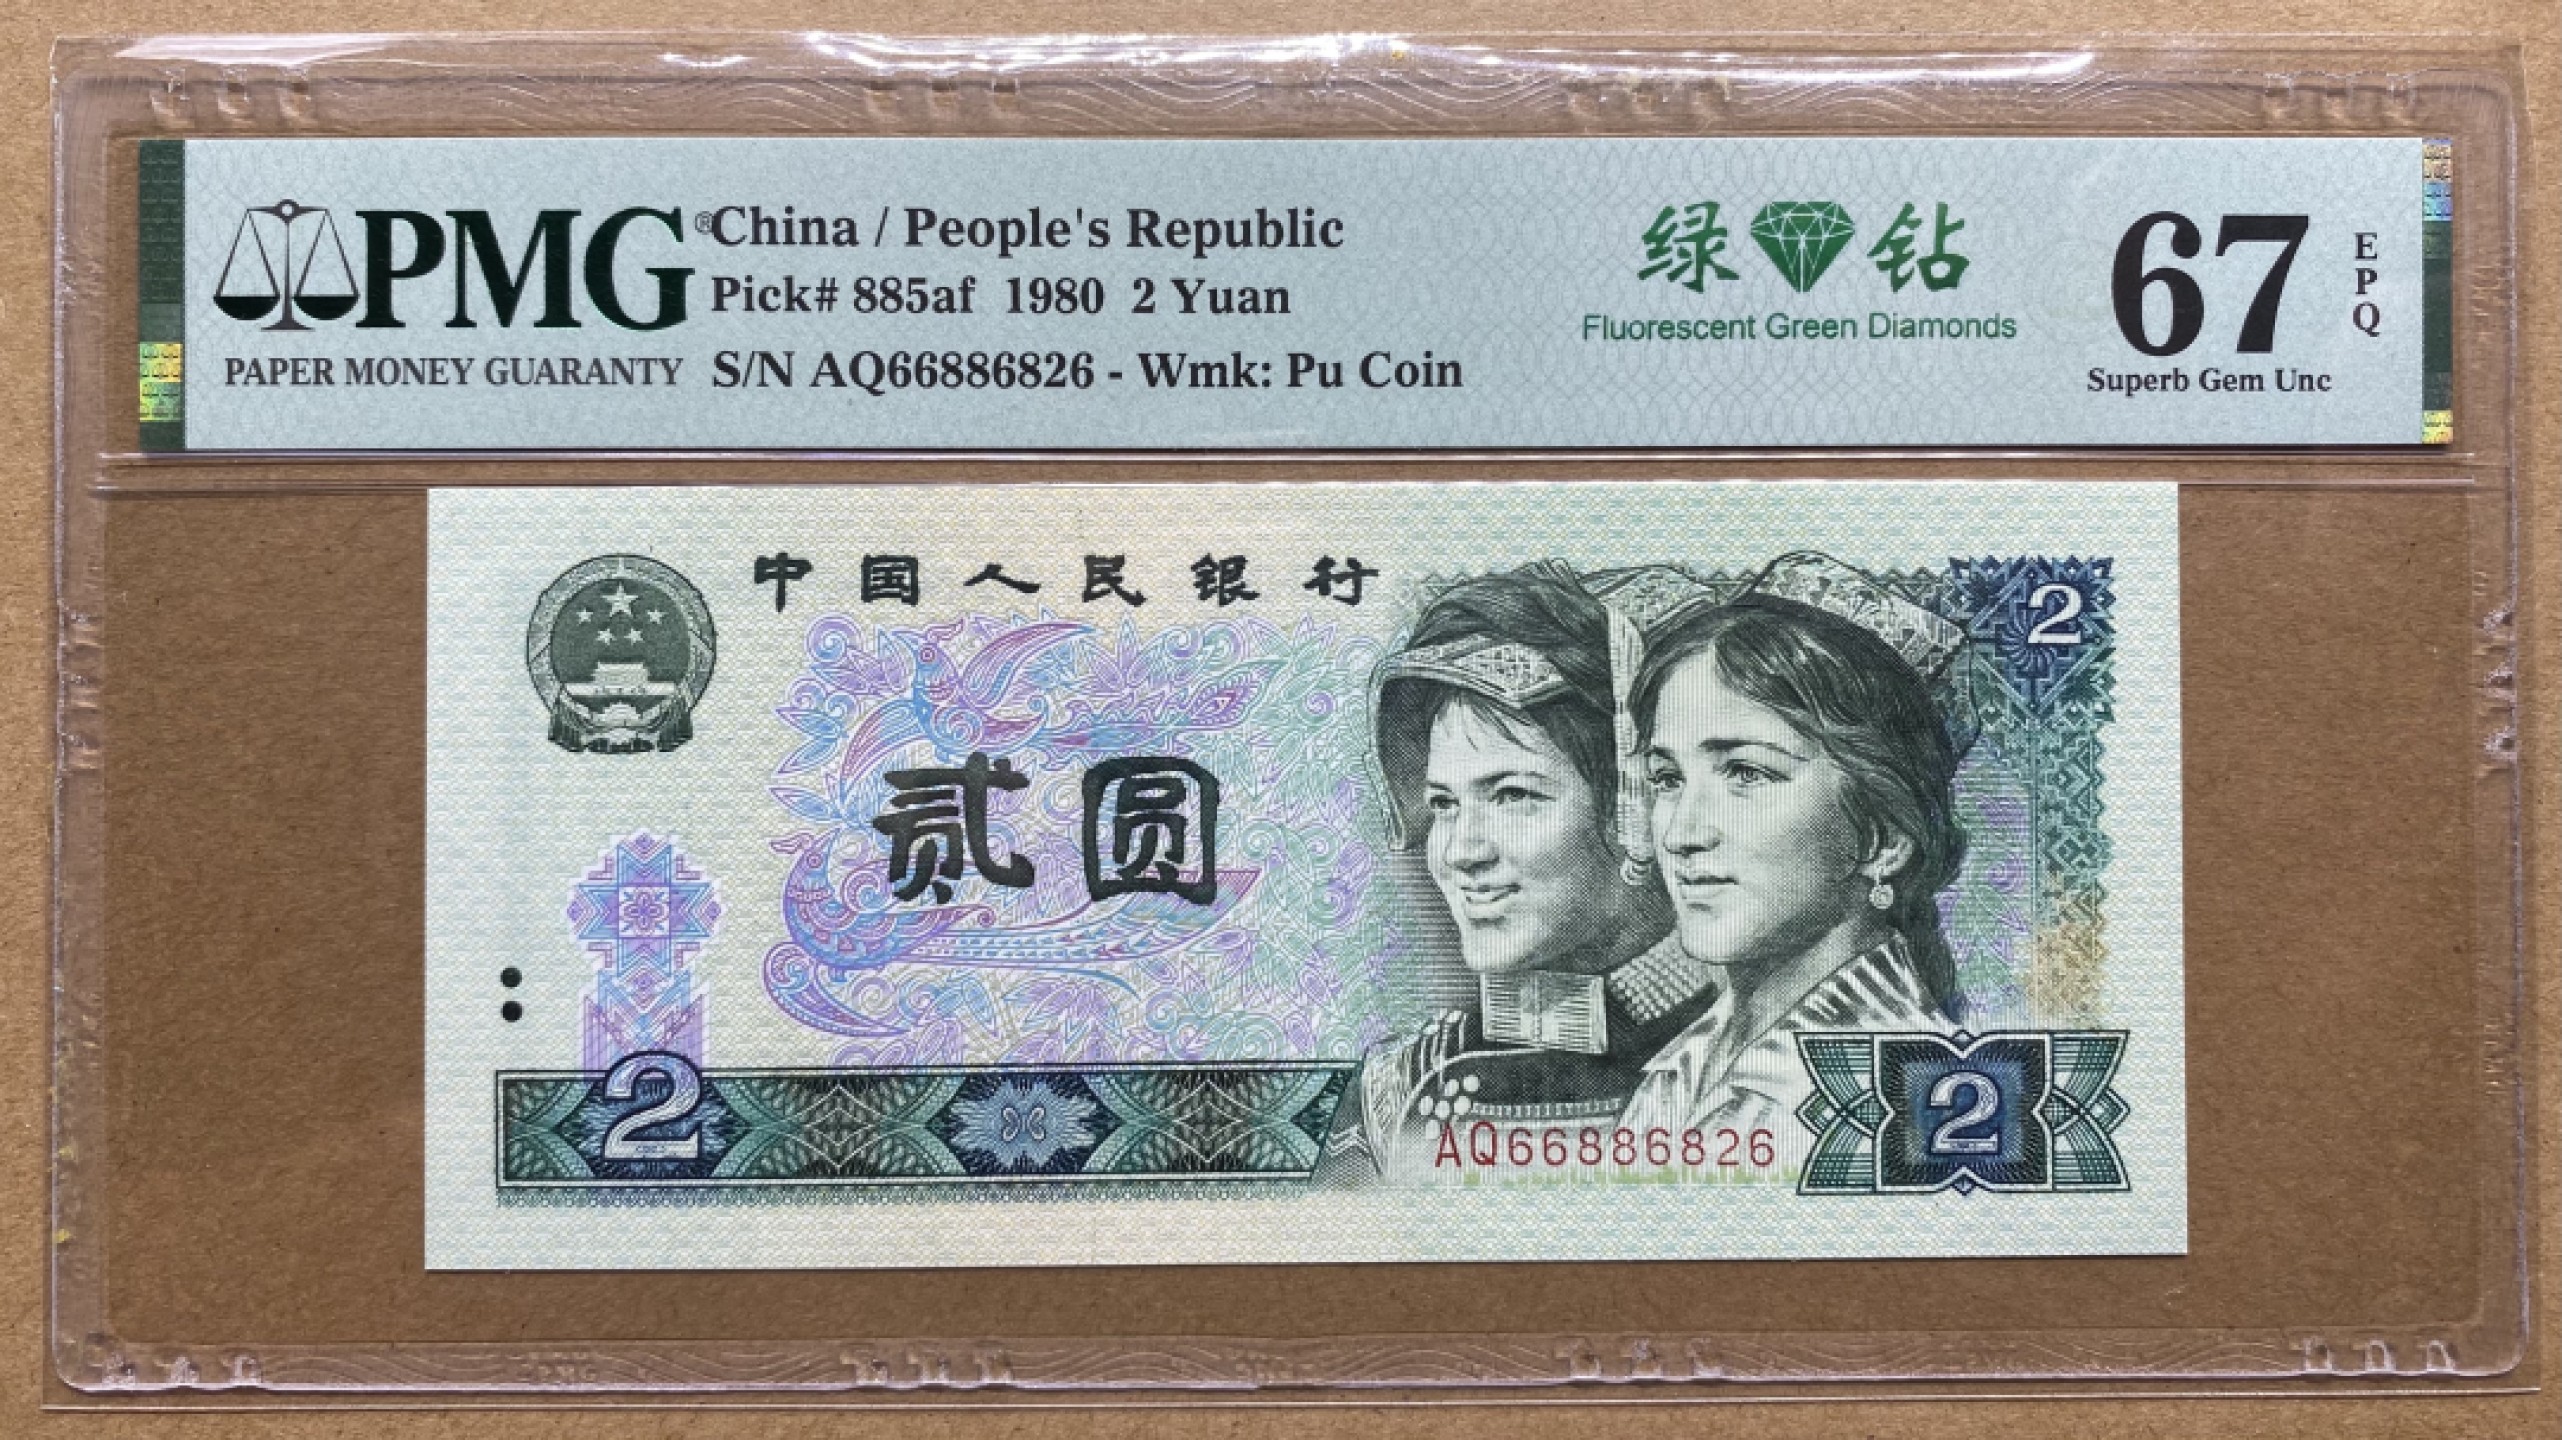 PMG®
PAPER MONEY GUARANTY
China / People's Republic
Pick# 885af 1980 2 Yuan
S/N AQ66886826 - Wmk: Pu Coin
绿 钻
Fluorescent Green Diamonds
67
EPQ
Superb Gem Unc
中国人民银行
2
贰圆
2
AQ66886826
2